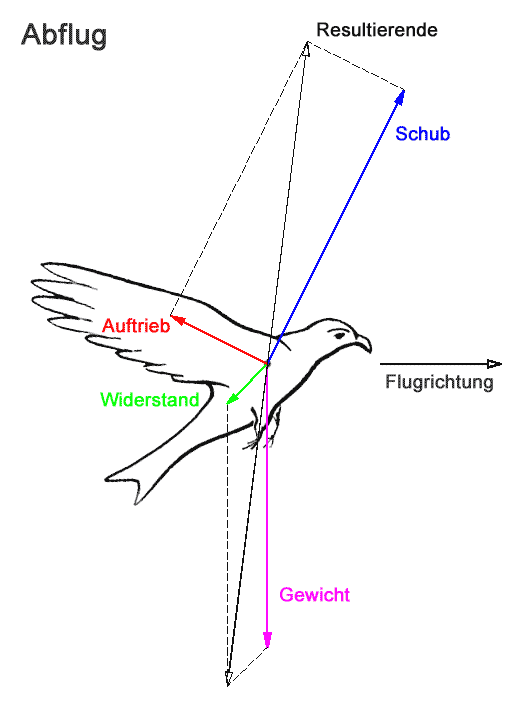 Abflug
Resultierende
Schub
Auftrieb
Flugrichtung
Widerstand
Gewicht